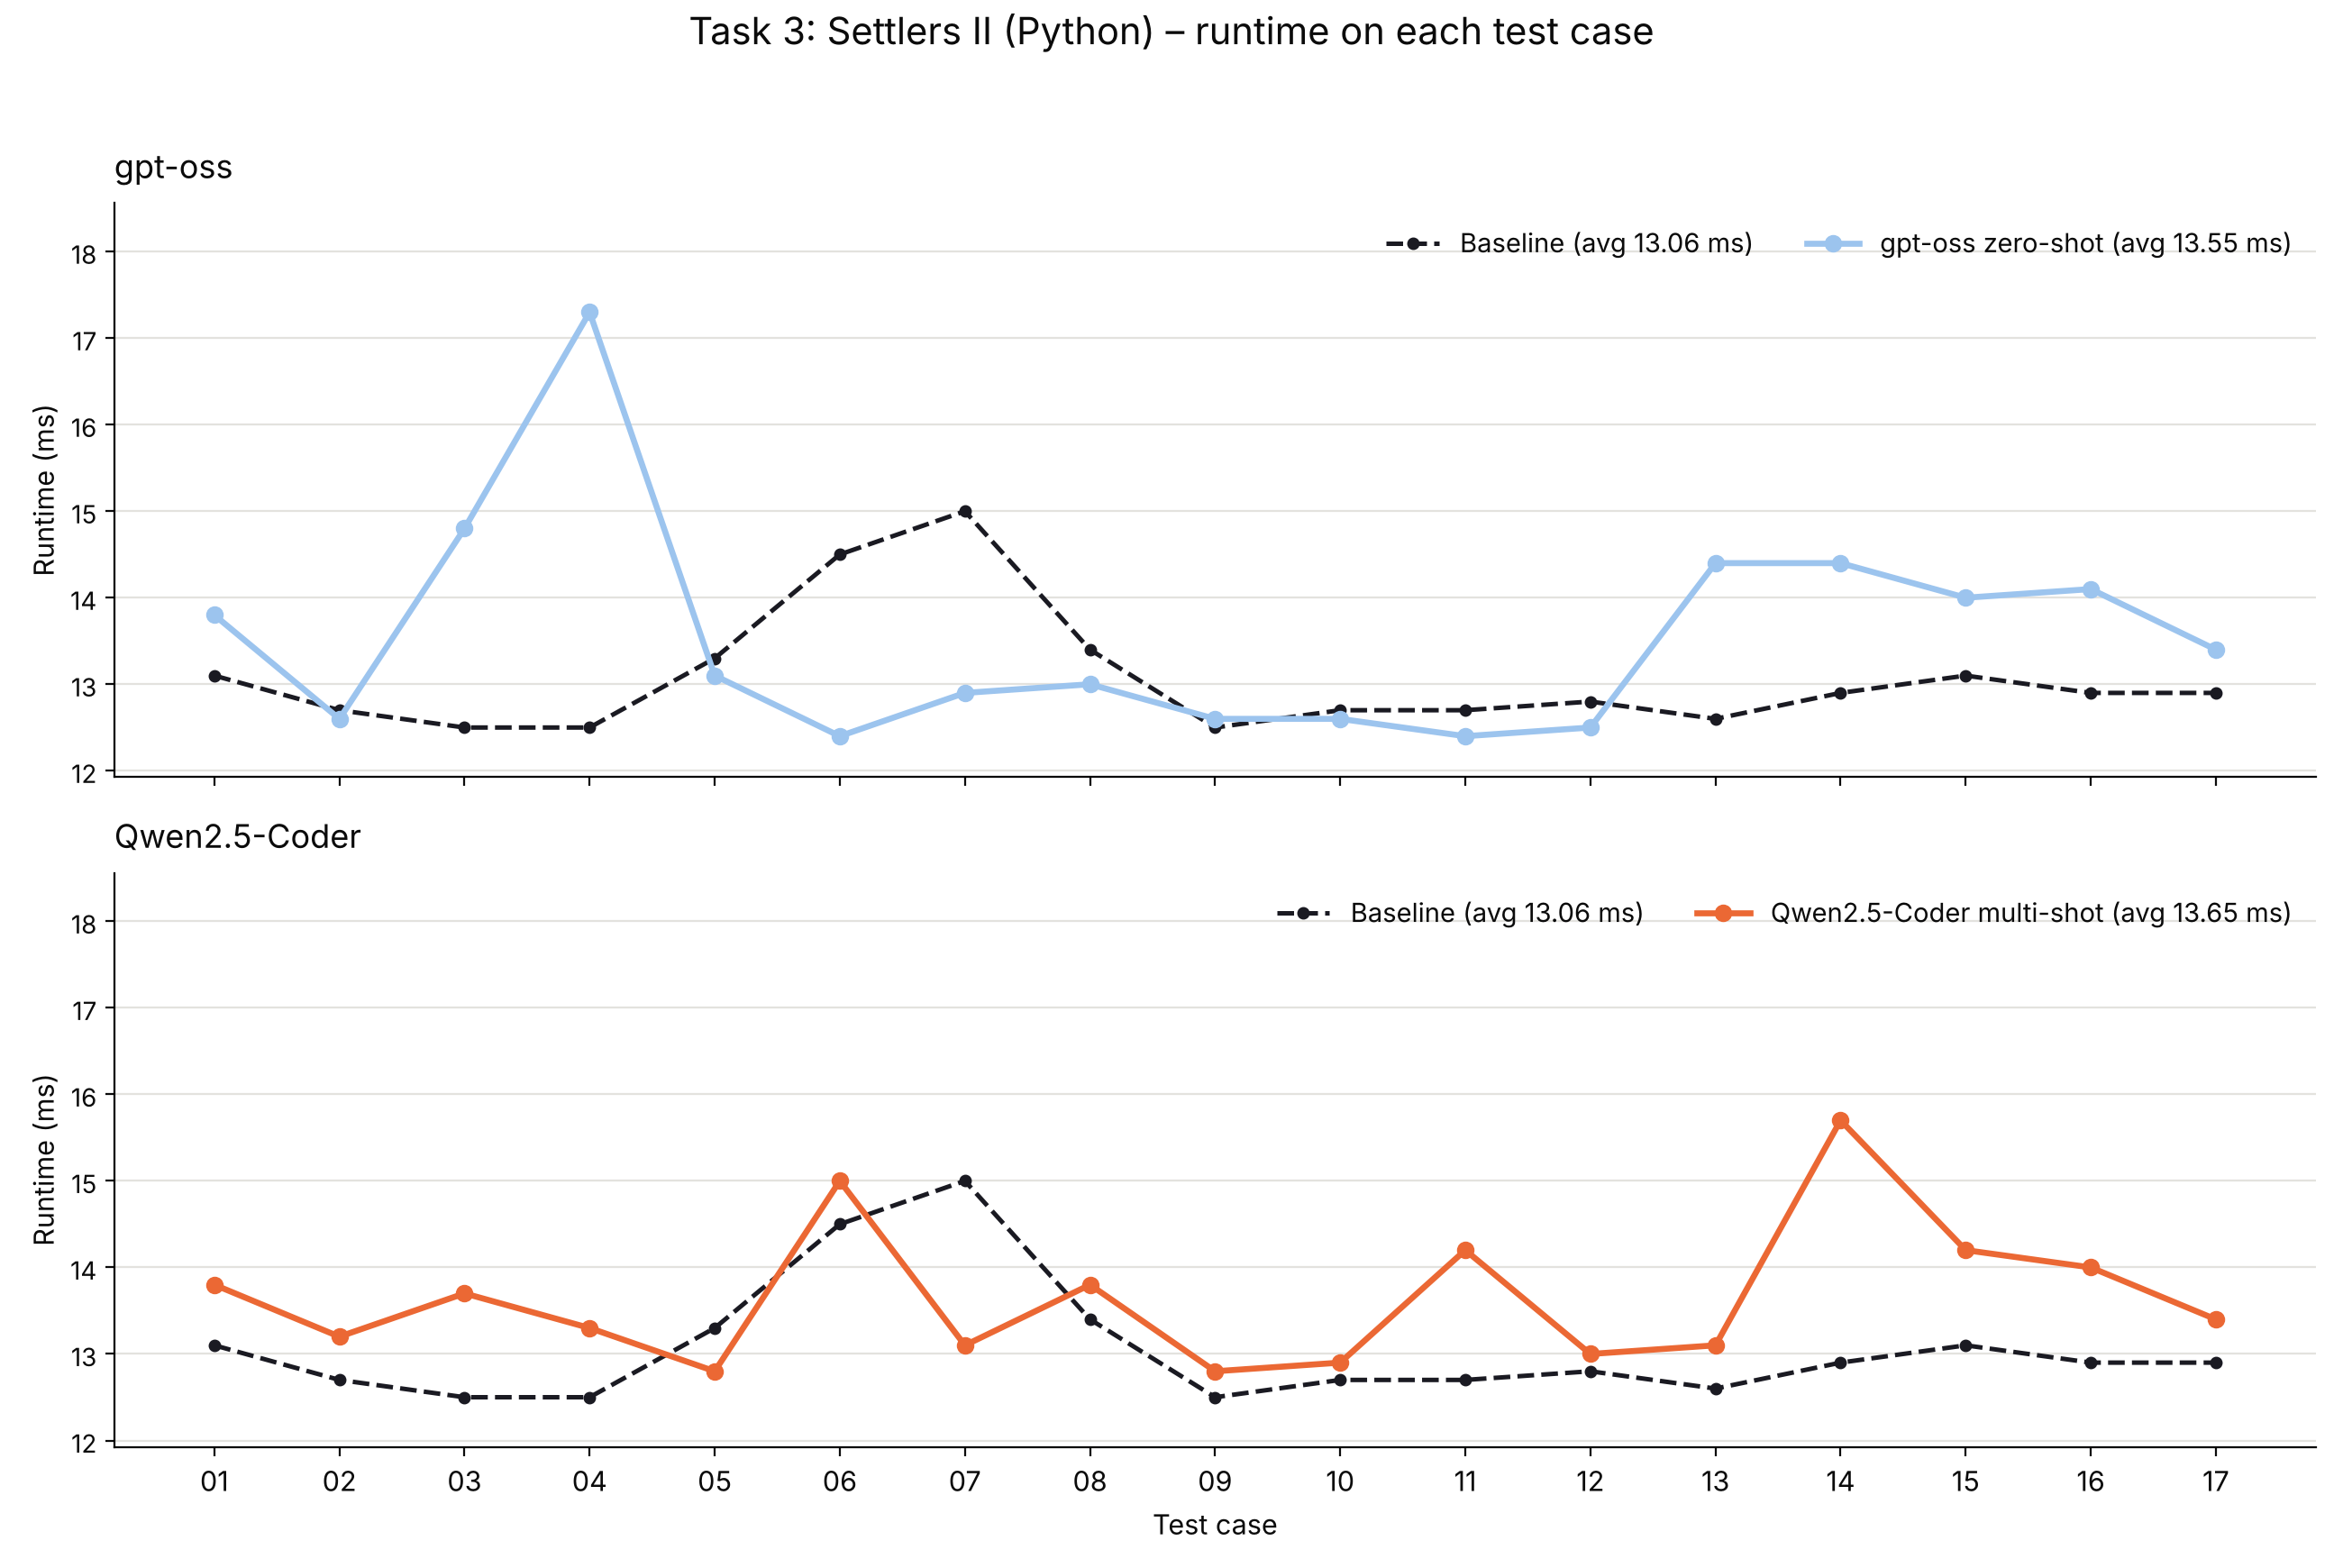 Task 3: Settlers II (Python) – runtime on each test case
gpt-oss
Baseline (avg 13.06 ms)
gpt-oss zero-shot (avg 13.55 ms)
18
17
16
15
14
13
12
Runtime (ms)
Qwen2.5-Coder
Baseline (avg 13.06 ms)
Qwen2.5-Coder multi-shot (avg 13.65 ms)
18
17
16
15
14
13
12
Runtime (ms)
01 02 03 04 05 06 07 08 09 10 11 12 13 14 15 16 17
Test case